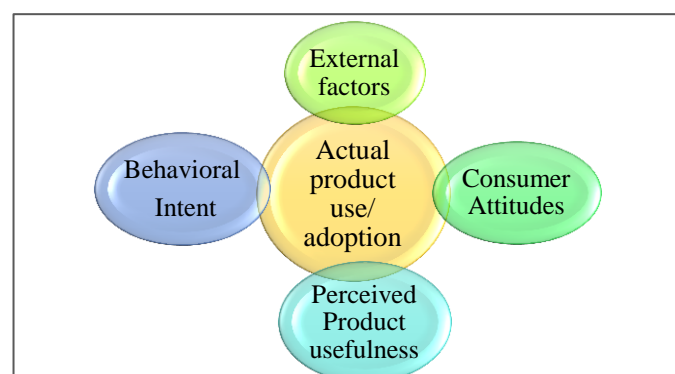 External
factors
Behavioral
Intent
Actual
product
use/
adoption
Consumer
Attitudes
Perceived
Product
usefulness